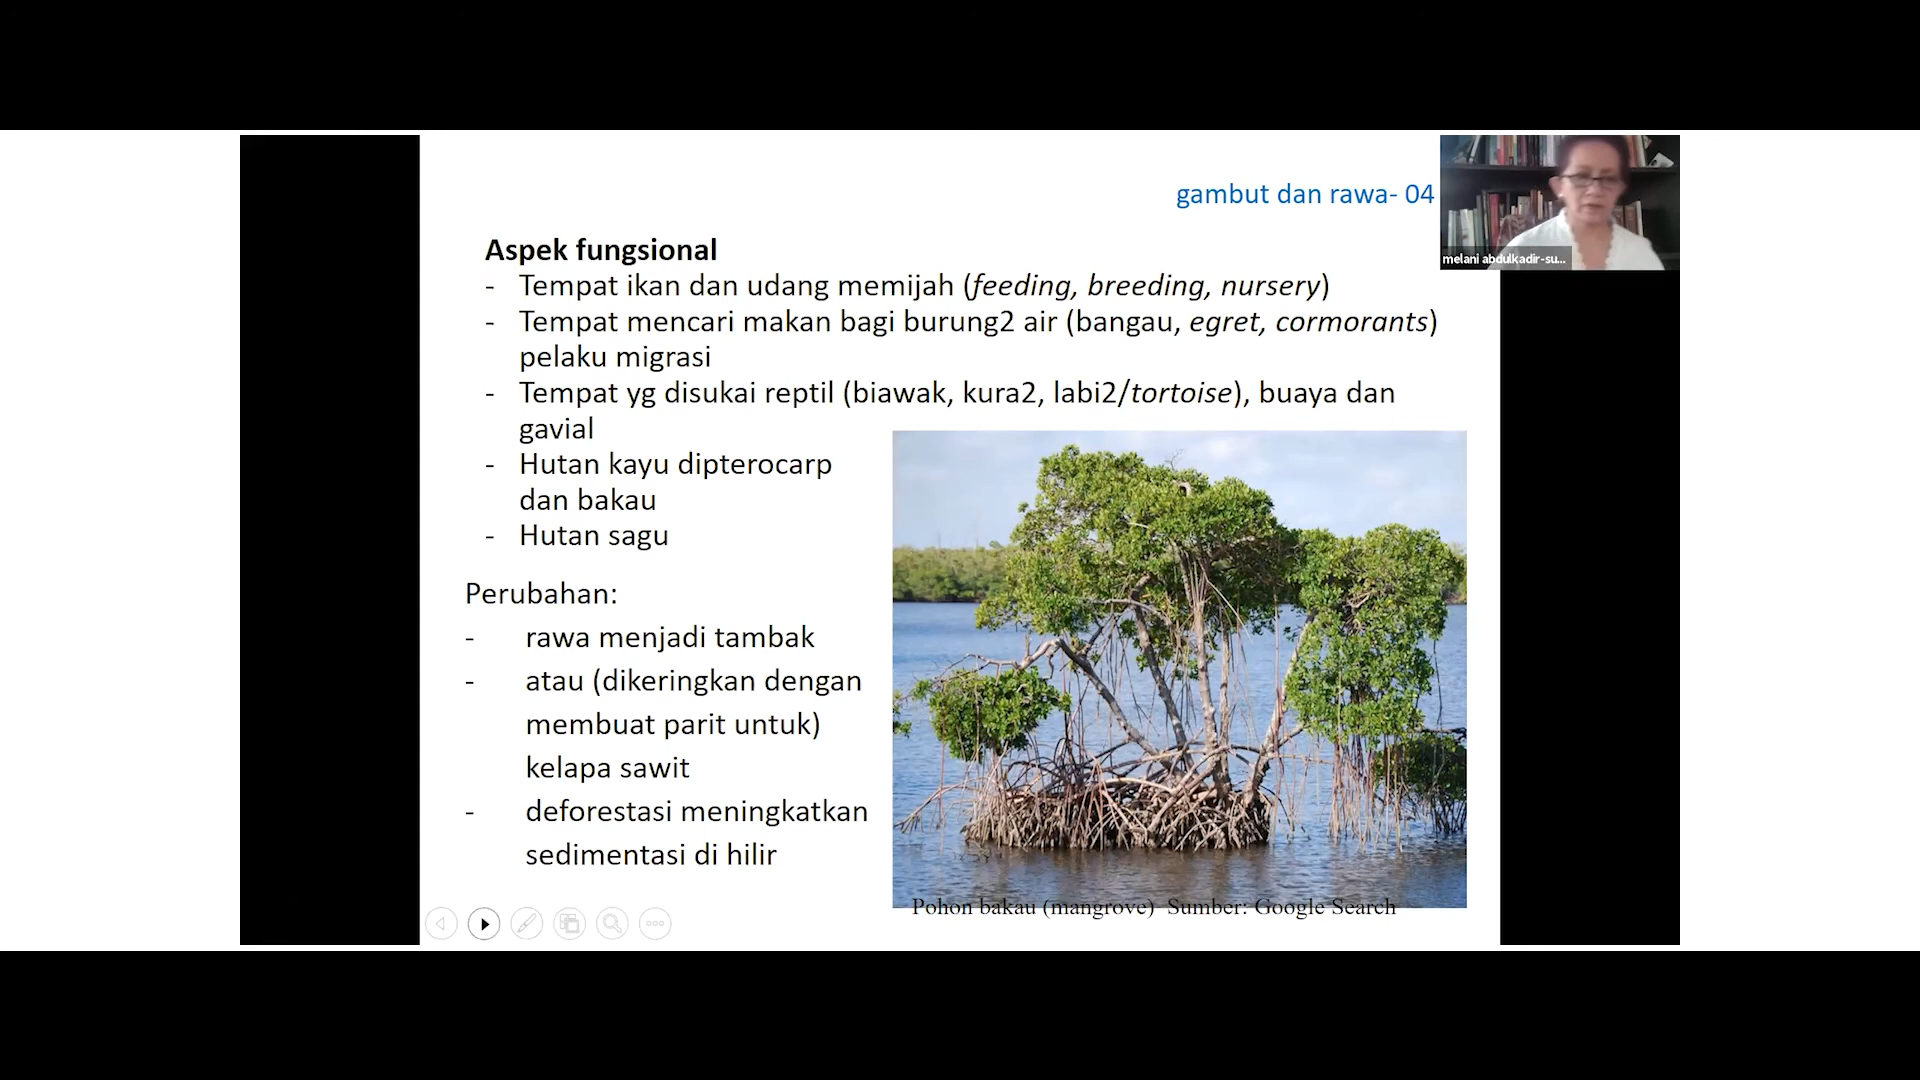 gambut dan rawa- 04
melani abdulkadir-su...
Aspek fungsional
- Tempat ikan dan udang memijah (feeding, breeding, nursery)
- Tempat mencari makan bagi burung2 air (bangau, egret, cormorants)
pelaku migrasi
- Tempat yg disukai reptil (biawak, kura2, labi2/tortoise), buaya dan
gavial
- Hutan kayu dipterocarp
dan bakau
- Hutan sagu
Perubahan:
- rawa menjadi tambak
- atau (dikeringkan dengan
membuat parit untuk)
kelapa sawit
- deforestasi meningkatkan
sedimentasi di hilir
Pohon bakau (mangrove) Sumber: Google Search